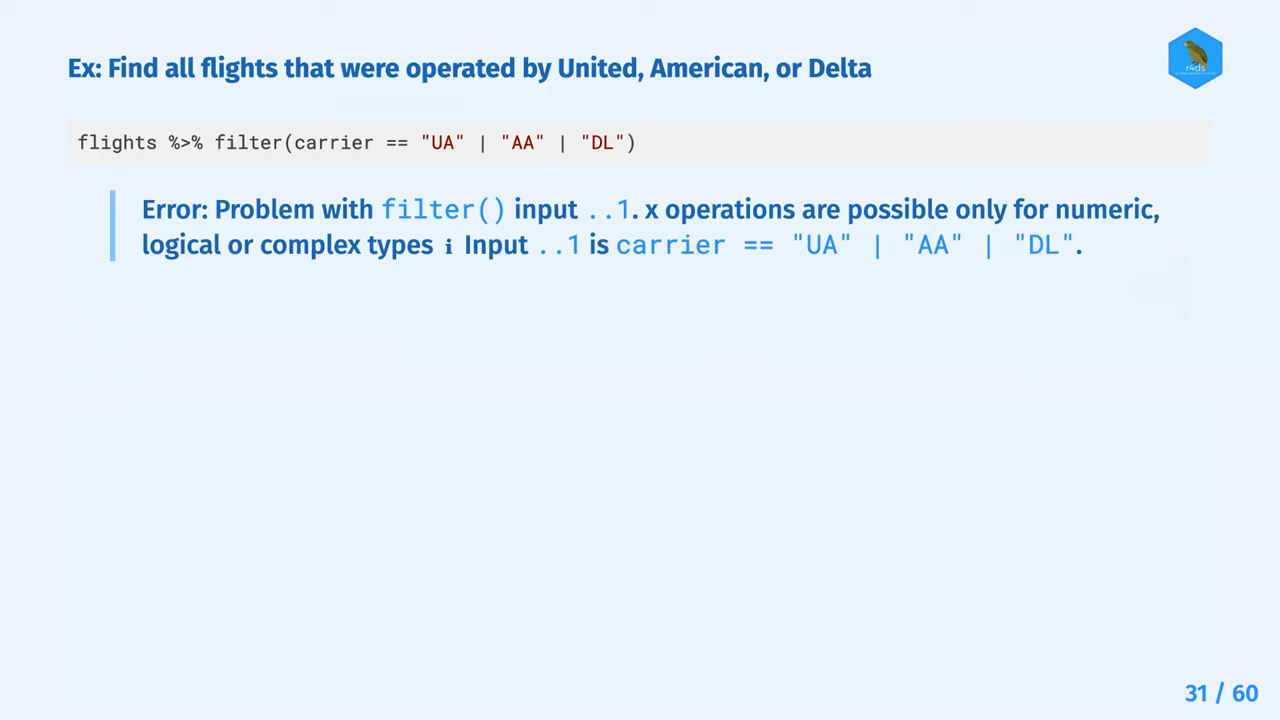 Ex: Find all flights that were operated by United, American, or Delta
r4ds
flights %>% filter(carrier == "UA" | "AA" | "DL")
Error: Problem with filter() input ..1. x operations are possible only for numeric,
logical or complex types ℹ Input ..1 is carrier == "UA" | "AA" | "DL".
31 / 60